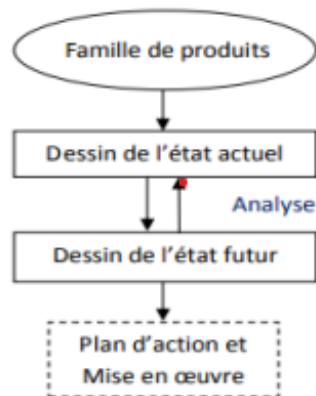 Famille de produits
Dessin de l’état actuel
Analyse
Dessin de l’état futur
Plan d’action et
Mise en œuvre